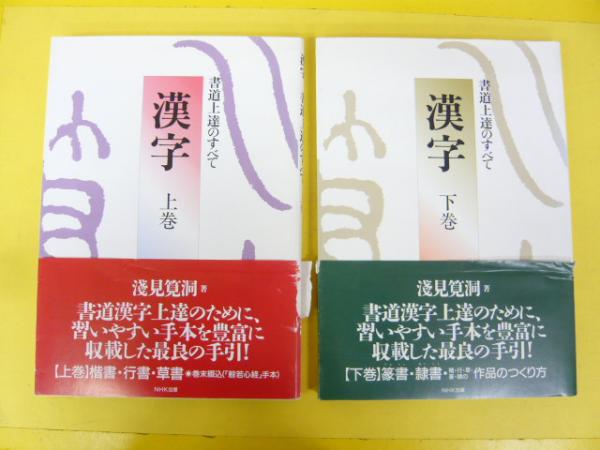 書道上達のすべて
漢字
上巻
淺見筧洞 著
書道漢字上達のために、
習いやすい手本を豊富に
収載した最良の手引!
【上巻】楷書・行書・草書 ※巻末綴込(「般若心経」手本)
NHK出版
書道上達のすべて
漢字
下巻
淺見筧洞 著
書道漢字上達のために、
習いやすい手本を豊富に
収載した最良の手引!
【下巻】篆書・隷書・楷・行・草・篆・隷の 作品のつくり方
NHK出版